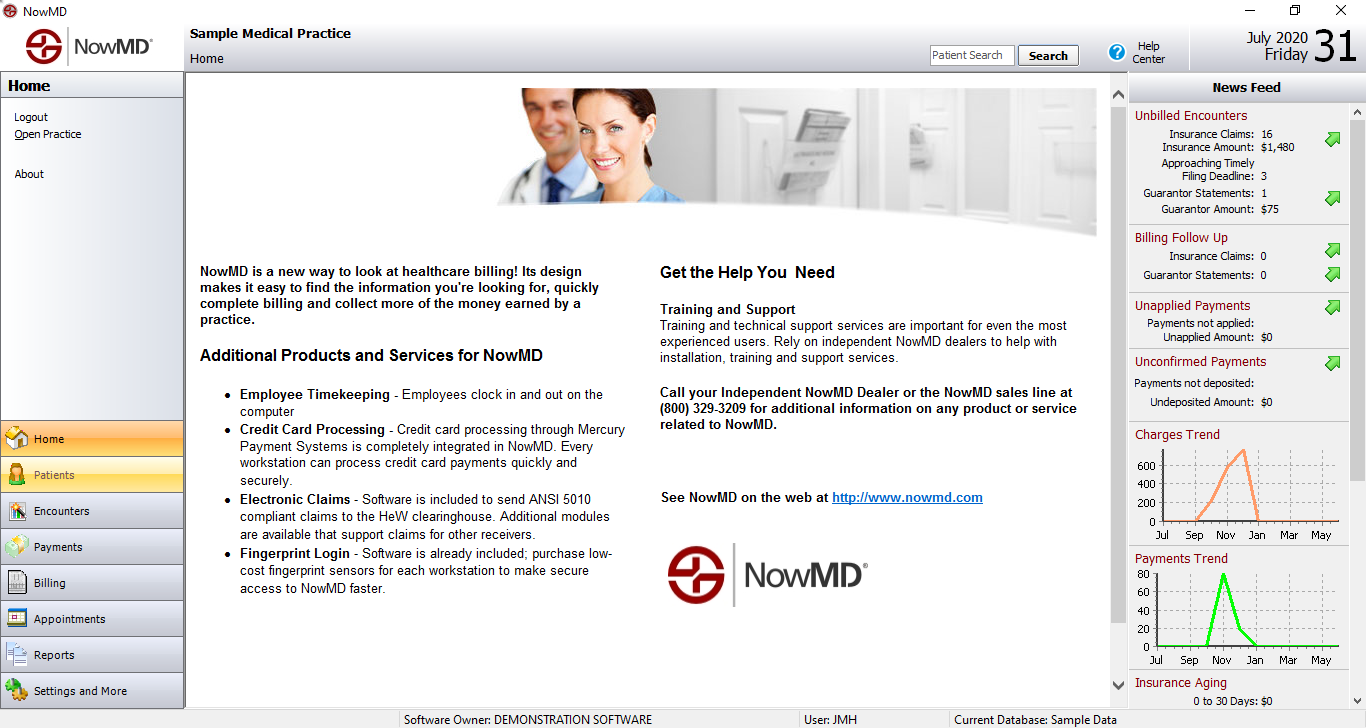 NowMD
NowMD®
Sample Medical Practice
Home
Patient Search
Search
?
Help
Center
July 2020
Friday
31
Home
Logout
Open Practice
About
Home
Patients
Encounters
Payments
Billing
Appointments
Reports
Settings and More
NowMD is a new way to look at healthcare billing! Its design
makes it easy to find the information you're looking for, quickly
complete billing and collect more of the money earned by a
practice.
Additional Products and Services for NowMD
• Employee Timekeeping - Employees clock in and out on the
computer
• Credit Card Processing - Credit card processing through Mercury
Payment Systems is completely integrated in NowMD. Every
workstation can process credit card payments quickly and
securely.
• Electronic Claims - Software is included to send ANSI 5010
compliant claims to the HeW clearinghouse. Additional modules
are available that support claims for other receivers.
• Fingerprint Login - Software is already included; purchase low-
cost fingerprint sensors for each workstation to make secure
access to NowMD faster.
Get the Help You Need
Training and Support
Training and technical support services are important for even the most
experienced users. Rely on independent NowMD dealers to help with
installation, training and support services.
Call your Independent NowMD Dealer or the NowMD sales line at
(800) 329-3209 for additional information on any product or service
related to NowMD.
See NowMD on the web at http://www.nowmd.com
NowMD®
News Feed
Unbilled Encounters
Insurance Claims: 16
Insurance Amount: $1,480
Approaching Timely
Filing Deadline: 3
Guarantor Statements: 1
Guarantor Amount: $75
Billing Follow Up
Insurance Claims: 0
Guarantor Statements: 0
Unapplied Payments
Payments not applied:
Unapplied Amount: $0
Unconfirmed Payments
Payments not deposited:
Undeposited Amount: $0
Charges Trend
600
400
200
0
Jul Sep Nov Jan Mar May
Payments Trend
80
60
40
20
0
Jul Sep Nov Jan Mar May
Insurance Aging
0 to 30 Days: $0
Software Owner: DEMONSTRATION SOFTWARE
User: JMH
Current Database: Sample Data